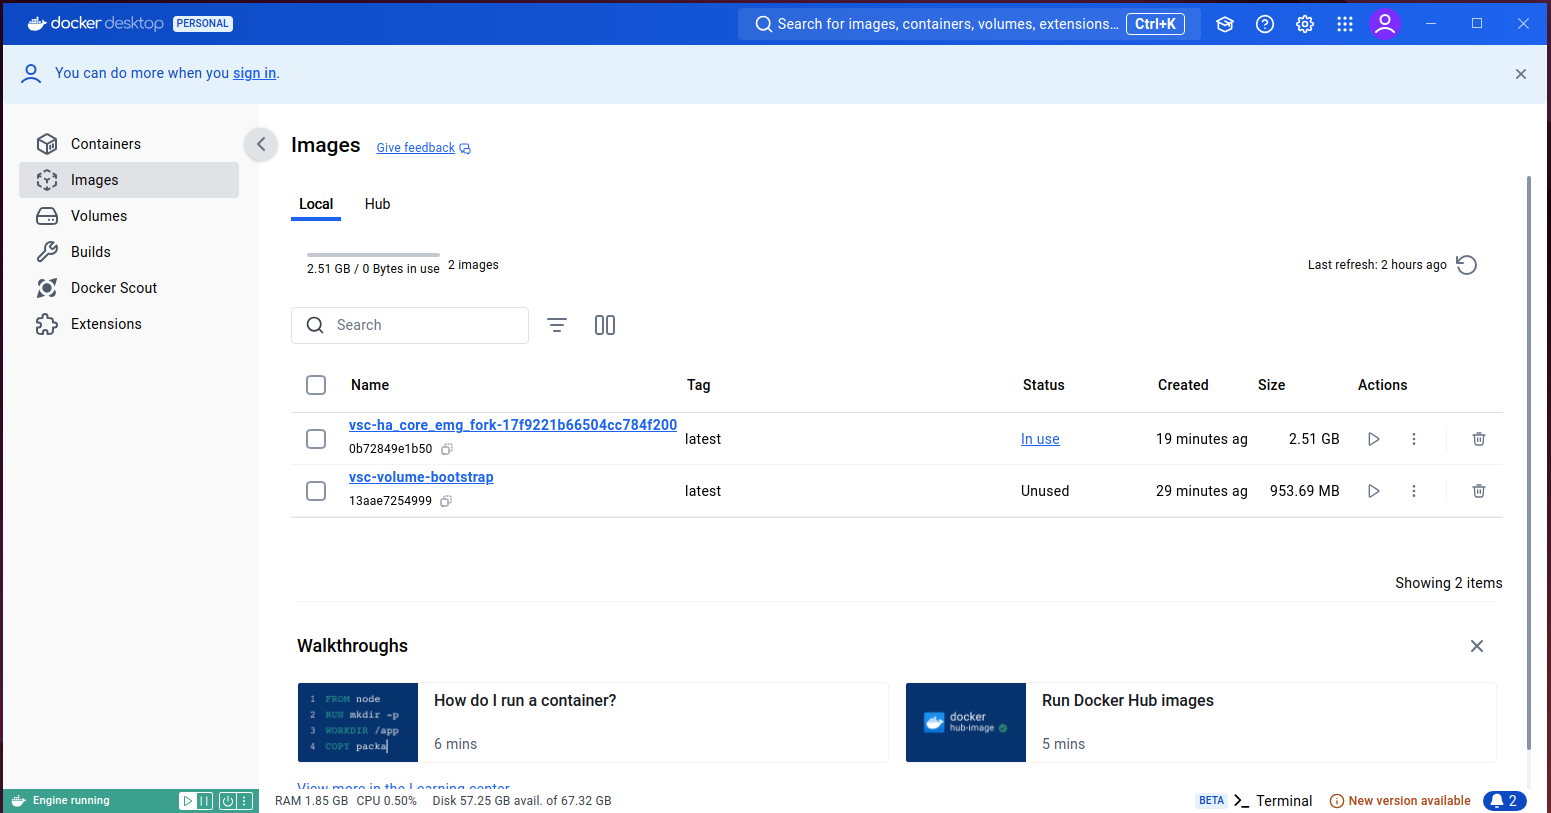 docker desktop PERSONAL
Search for images, containers, volumes, extensions... Ctrl+K
You can do more when you sign in.
Containers
Images
Volumes
Builds
Docker Scout
Extensions
Images Give feedback
Local Hub
2.51 GB / 0 Bytes in use 2 images
Last refresh: 2 hours ago
Search
Name Tag Status Created Size Actions
vsc-ha_core_emg_fork-17f9221b66504cc784f200
0b72849e1b50
latest In use 19 minutes ag 2.51 GB
vsc-volume-bootstrap
13aae7254999
latest Unused 29 minutes ag 953.69 MB
Showing 2 items
Walkthroughs
1 FROM node
2 RUN mkdir -p
3 WORKDIR /app
4 COPY packa
How do I run a container?
6 mins
docker
hub-image
Run Docker Hub images
5 mins
View more in the Learning center
Engine running
RAM 1.85 GB CPU 0.50% Disk 57.25 GB avail. of 67.32 GB
BETA >_ Terminal
New version available
2